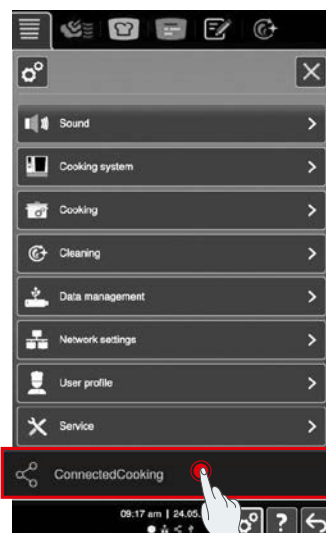 Sound
Cooking system
Cooking
Cleaning
Data management
Network settings
User profile
Service
ConnectedCooking
09:17 am | 24.05.
?